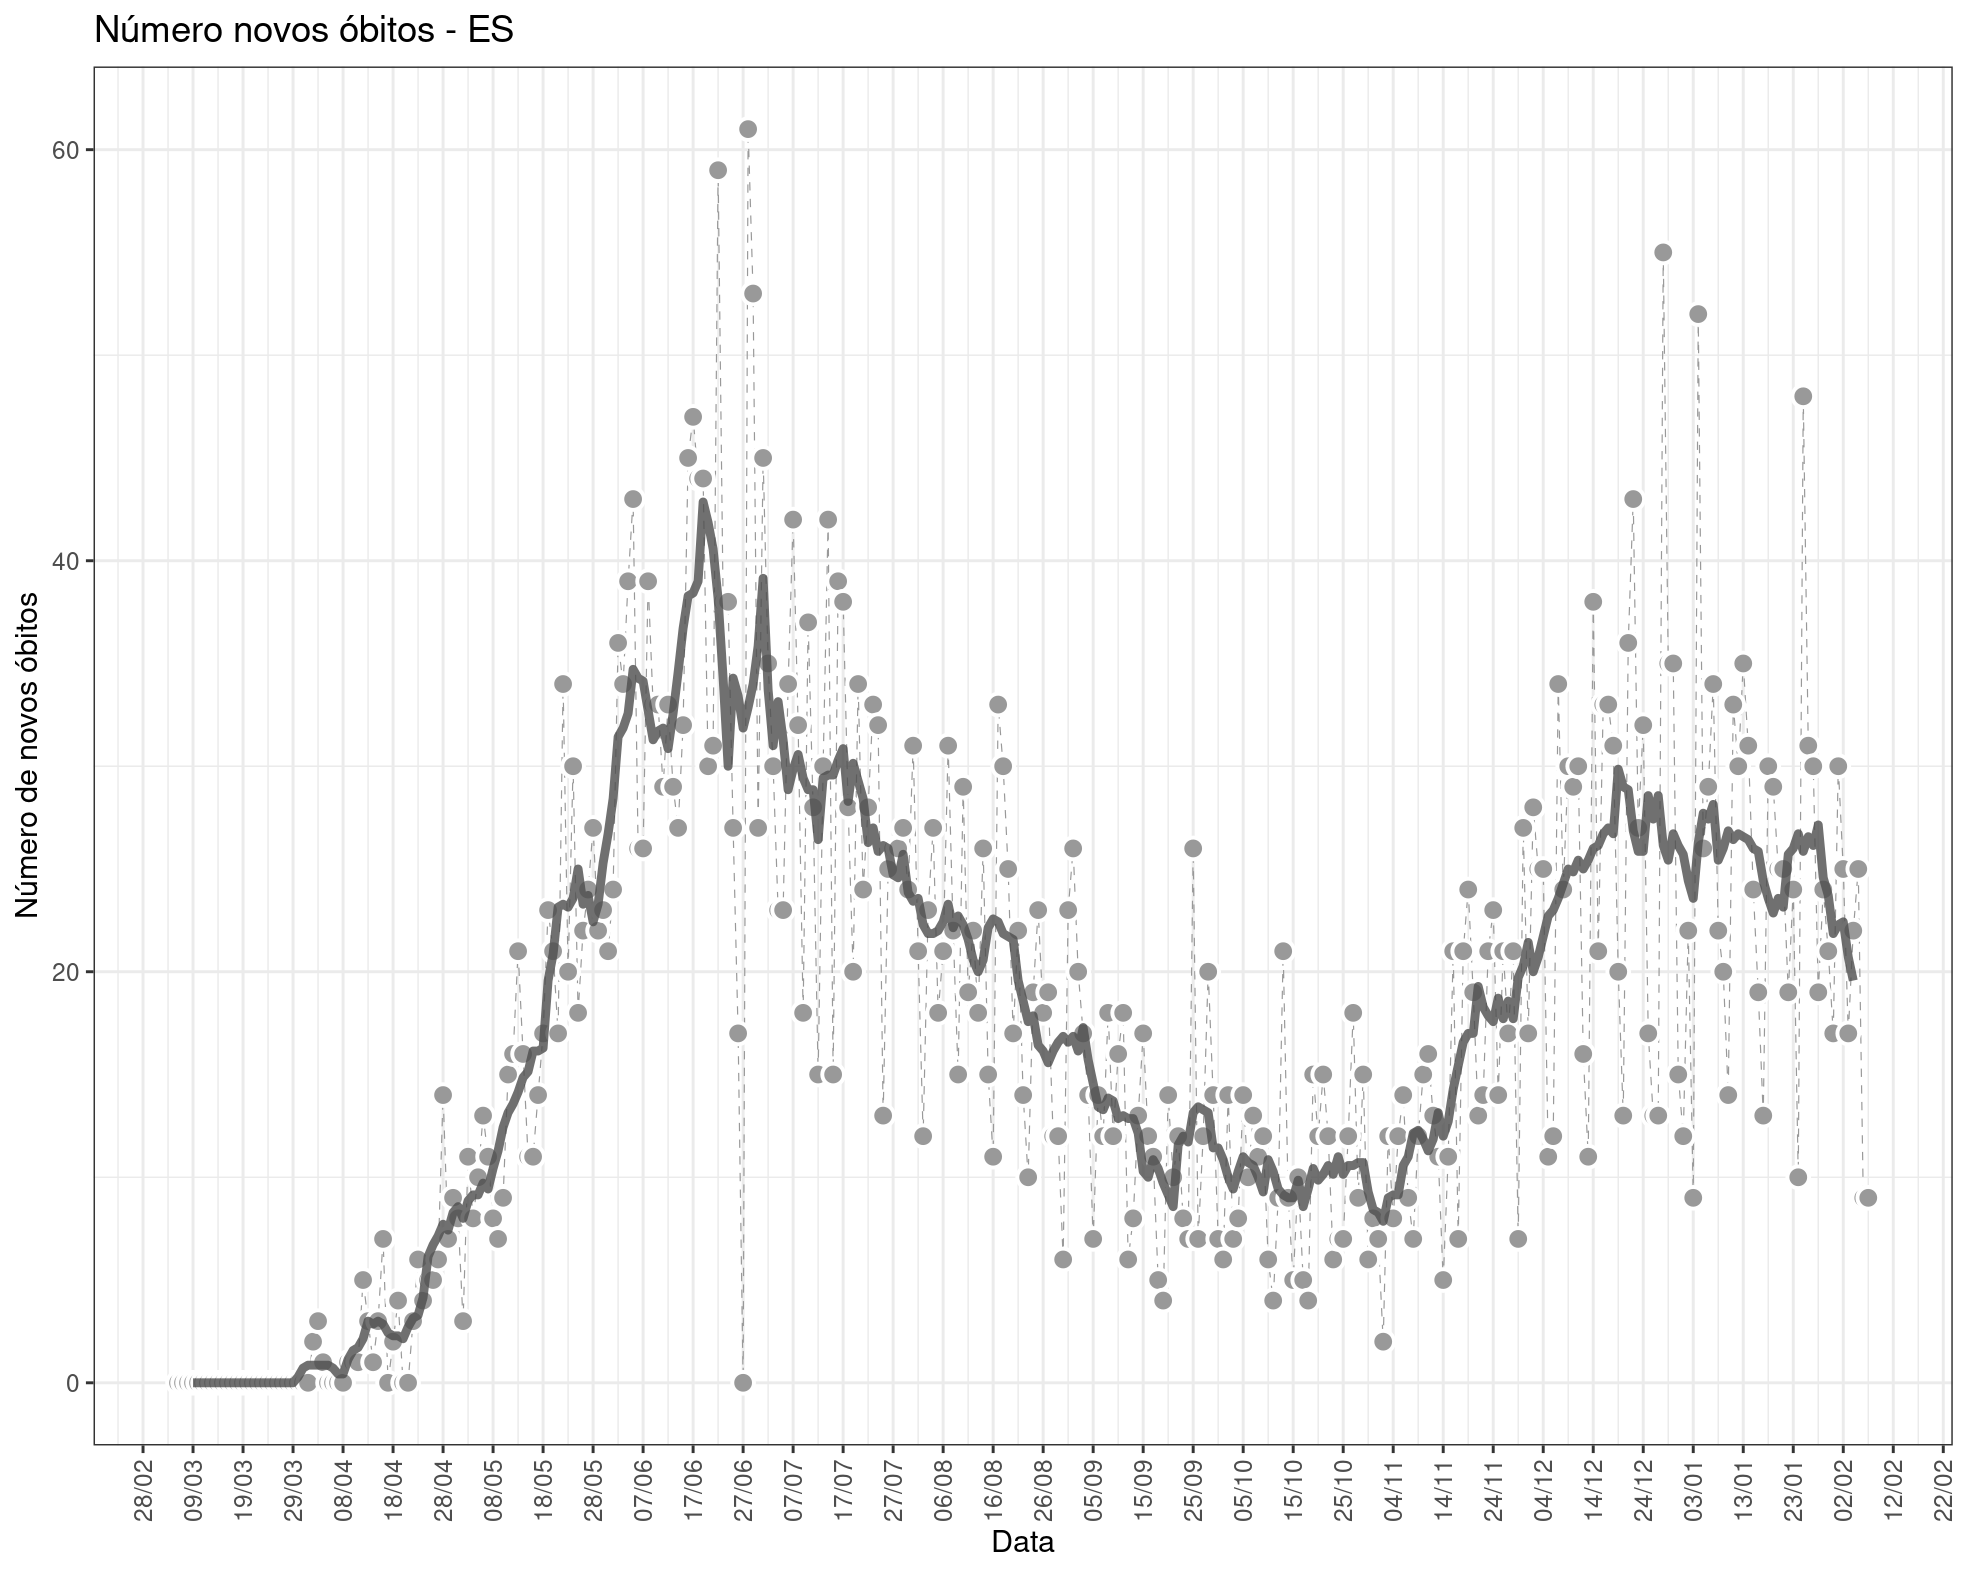 Número novos óbitos - ES
Número de novos óbitos
60
40
20
0
28/02 09/03 19/03 29/03 08/04 18/04 28/04 08/05 18/05 28/05 07/06 17/06 27/06 07/07 17/07 27/07 06/08 16/08 26/08 05/09 15/09 25/09 05/10 15/10 25/10 04/11 14/11 24/11 04/12 14/12 24/12 03/01 13/01 23/01 02/02 12/02 22/02
Data